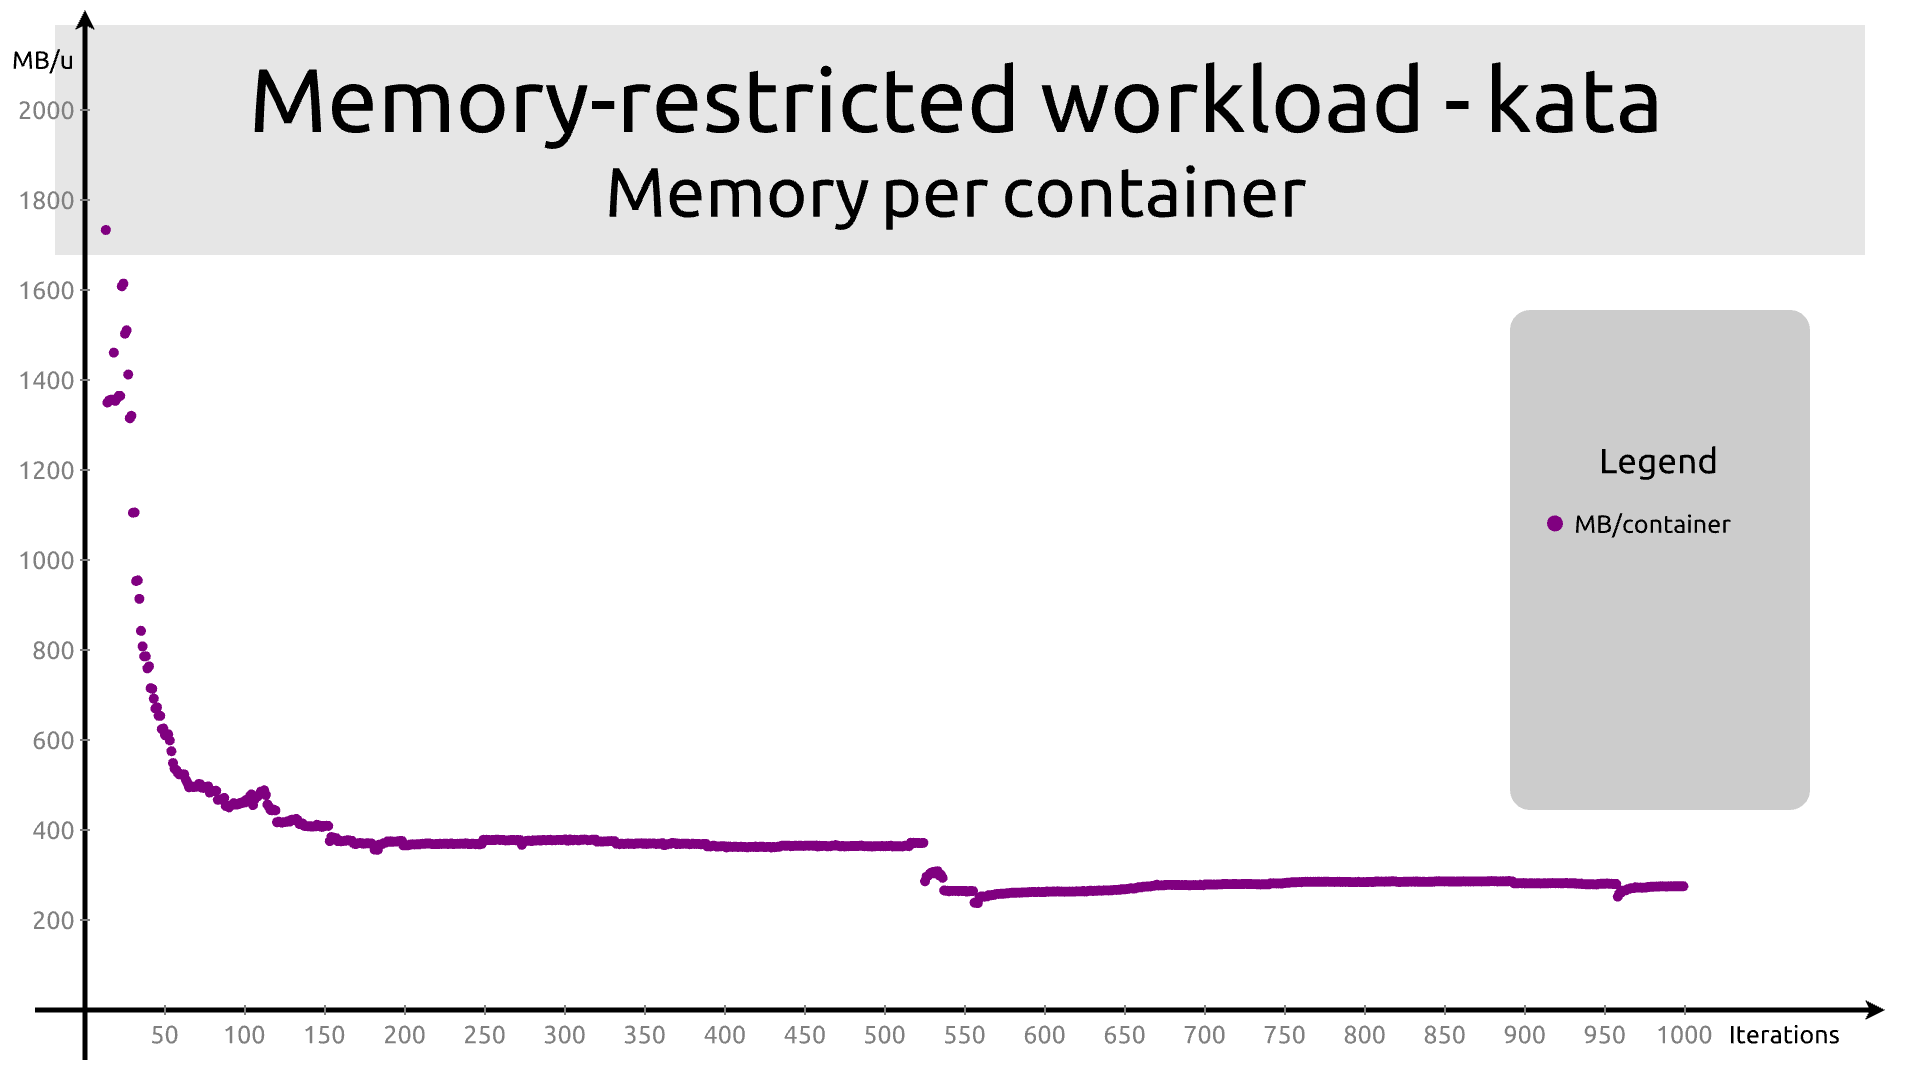 MB/u
Memory-restricted workload - kata
Memory per container
2000
1800
1600
1400
1200
1000
800
600
400
200
Legend
MB/container
50 100 150 200 250 300 350 400 450 500 550 600 650 700 750 800 850 900 950 1000 Iterations